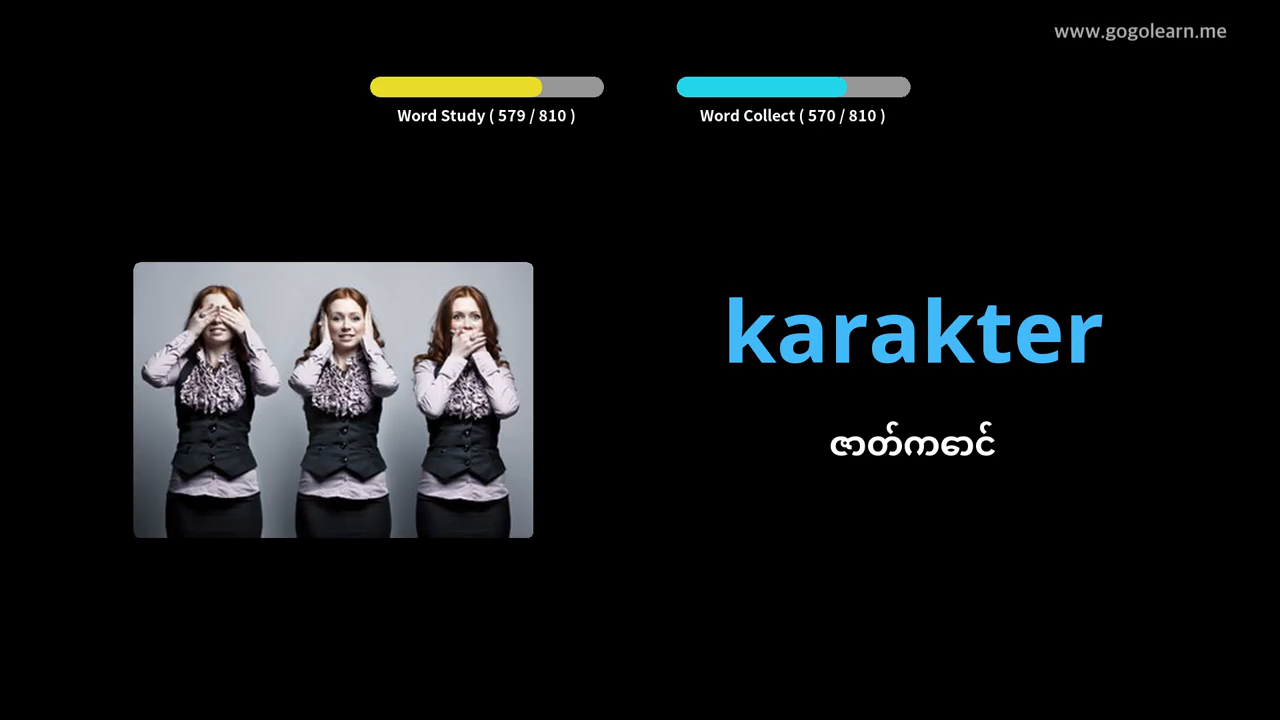 www.gogolearn.me
Word Study ( 579 / 810 )
Word Collect ( 570 / 810 )
karakter
ဇာတ်ကောင်